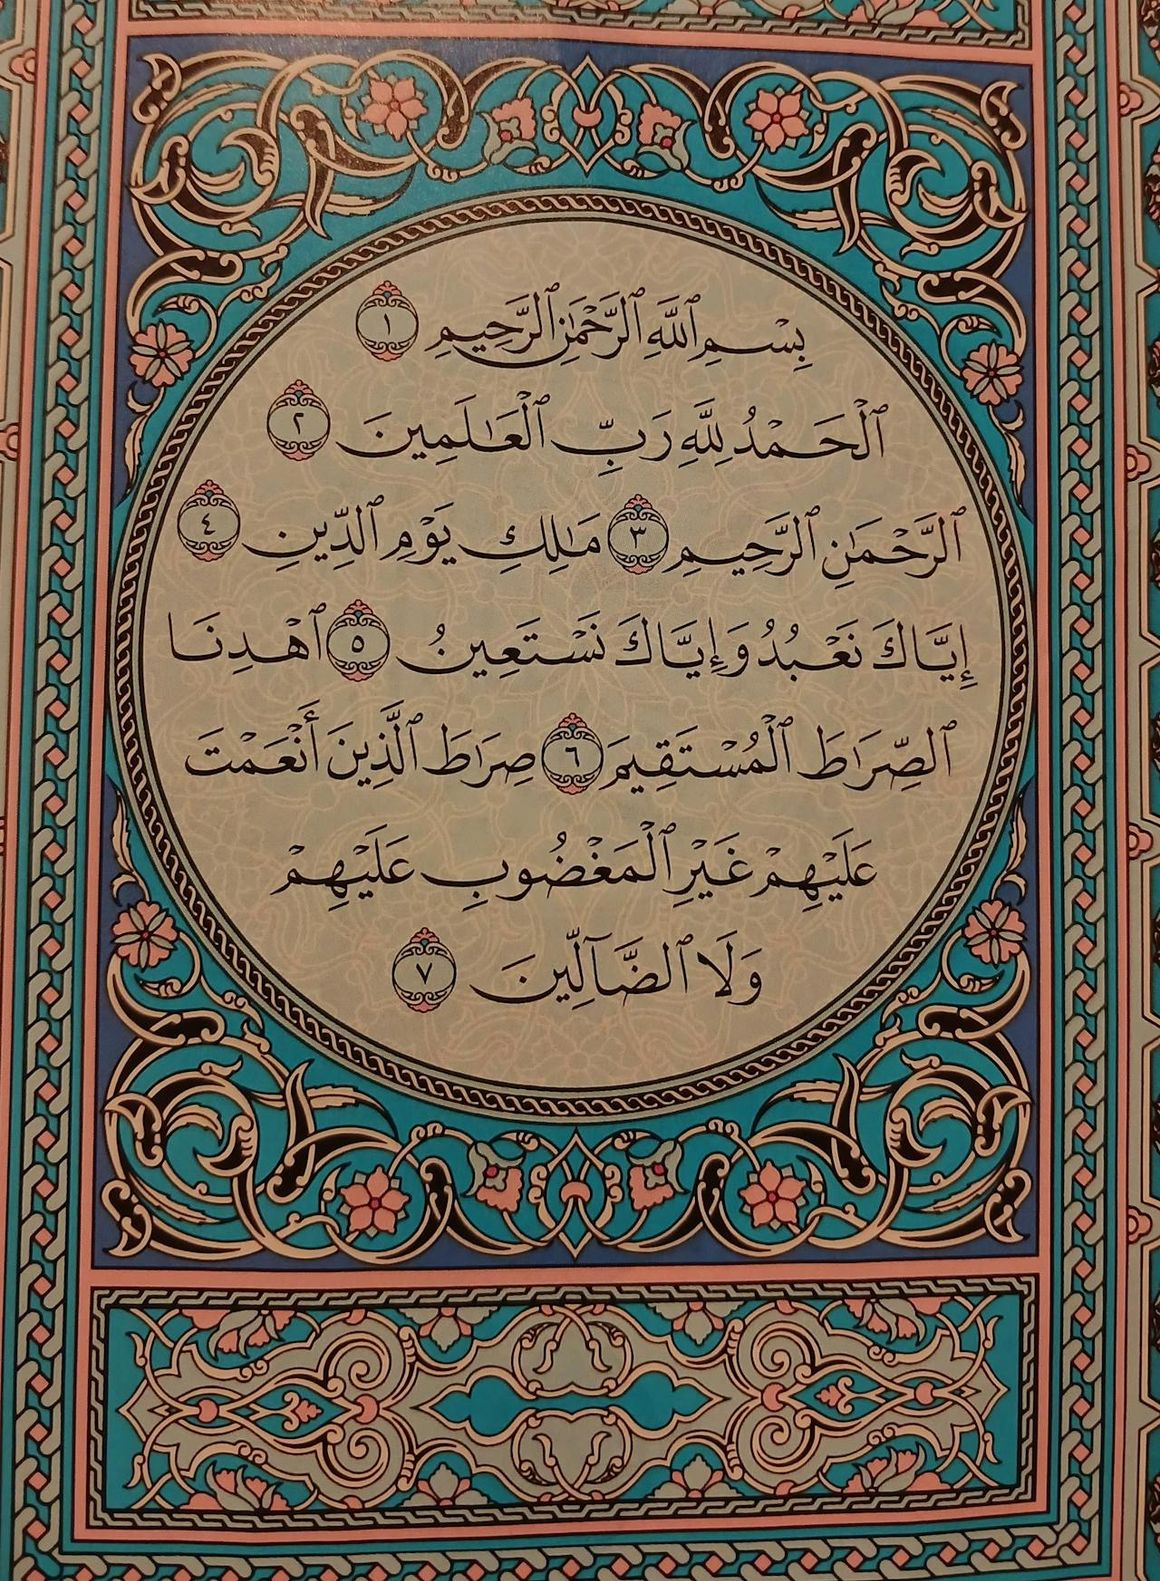 بِسْمِ ٱللَّهِ ٱلرَّحْمَٰنِ ٱلرَّحِيمِ ١
ٱلْحَمْدُ لِلَّهِ رَبِّ ٱلْعَٰلَمِينَ ٢
ٱلرَّحْمَٰنِ ٱلرَّحِيمِ ٣ مَٰلِكِ يَوْمِ ٱلدِّينِ ٤
إِيَّاكَ نَعْبُدُ وَإِيَّاكَ نَسْتَعِينُ ٥ ٱهْدِنَا
ٱلصِّرَٰطَ ٱلْمُسْتَقِيمَ ٦ صِرَٰطَ ٱلَّذِينَ أَنْعَمْتَ
عَلَيْهِمْ غَيْرِ ٱلْمَغْضُوبِ عَلَيْهِمْ
وَلَا ٱلضَّآلِّينَ ٧